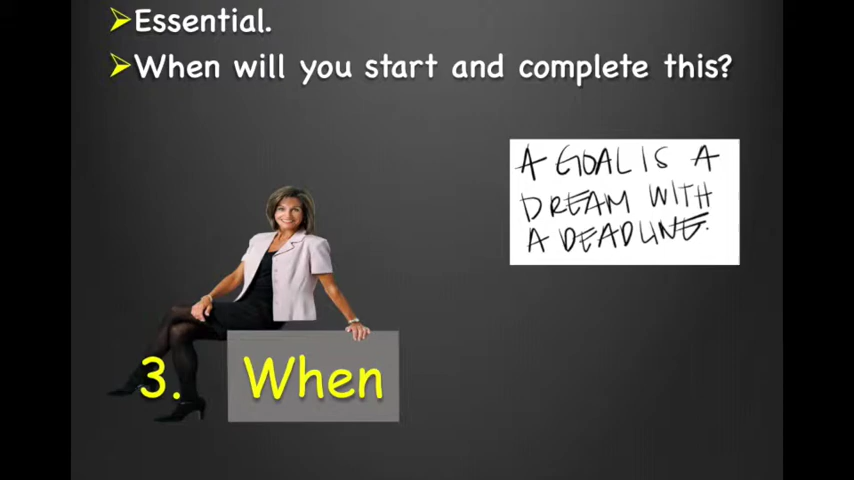 Essential.
When will you start and complete this?
A GOAL IS A
DREAM WITH
A DEADLINE.
3. When